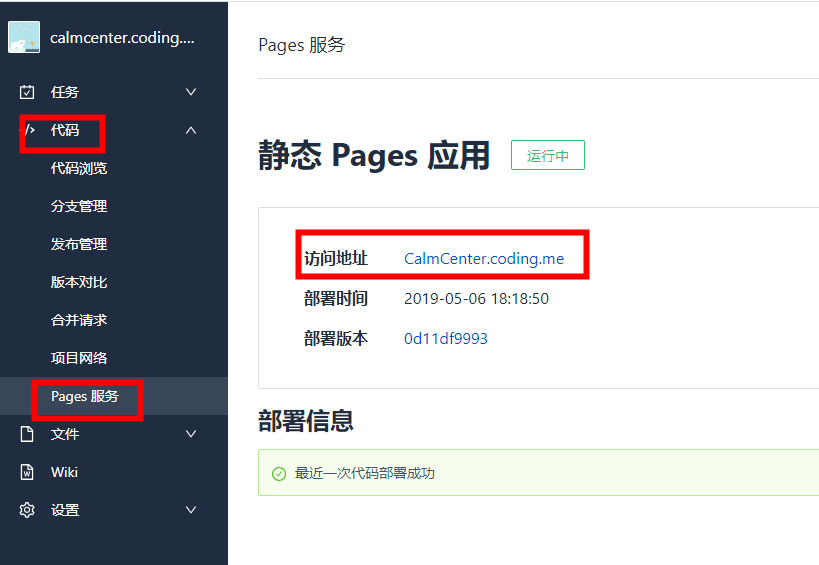 calmcenter.coding....
任务
代码
代码浏览
分支管理
发布管理
版本对比
合并请求
项目网络
Pages 服务
文件
Wiki
设置
Pages 服务
静态 Pages 应用 运行中
访问地址 CalmCenter.coding.me
部署时间 2019-05-06 18:18:50
部署版本 0d11df9993
部署信息
最近一次代码部署成功